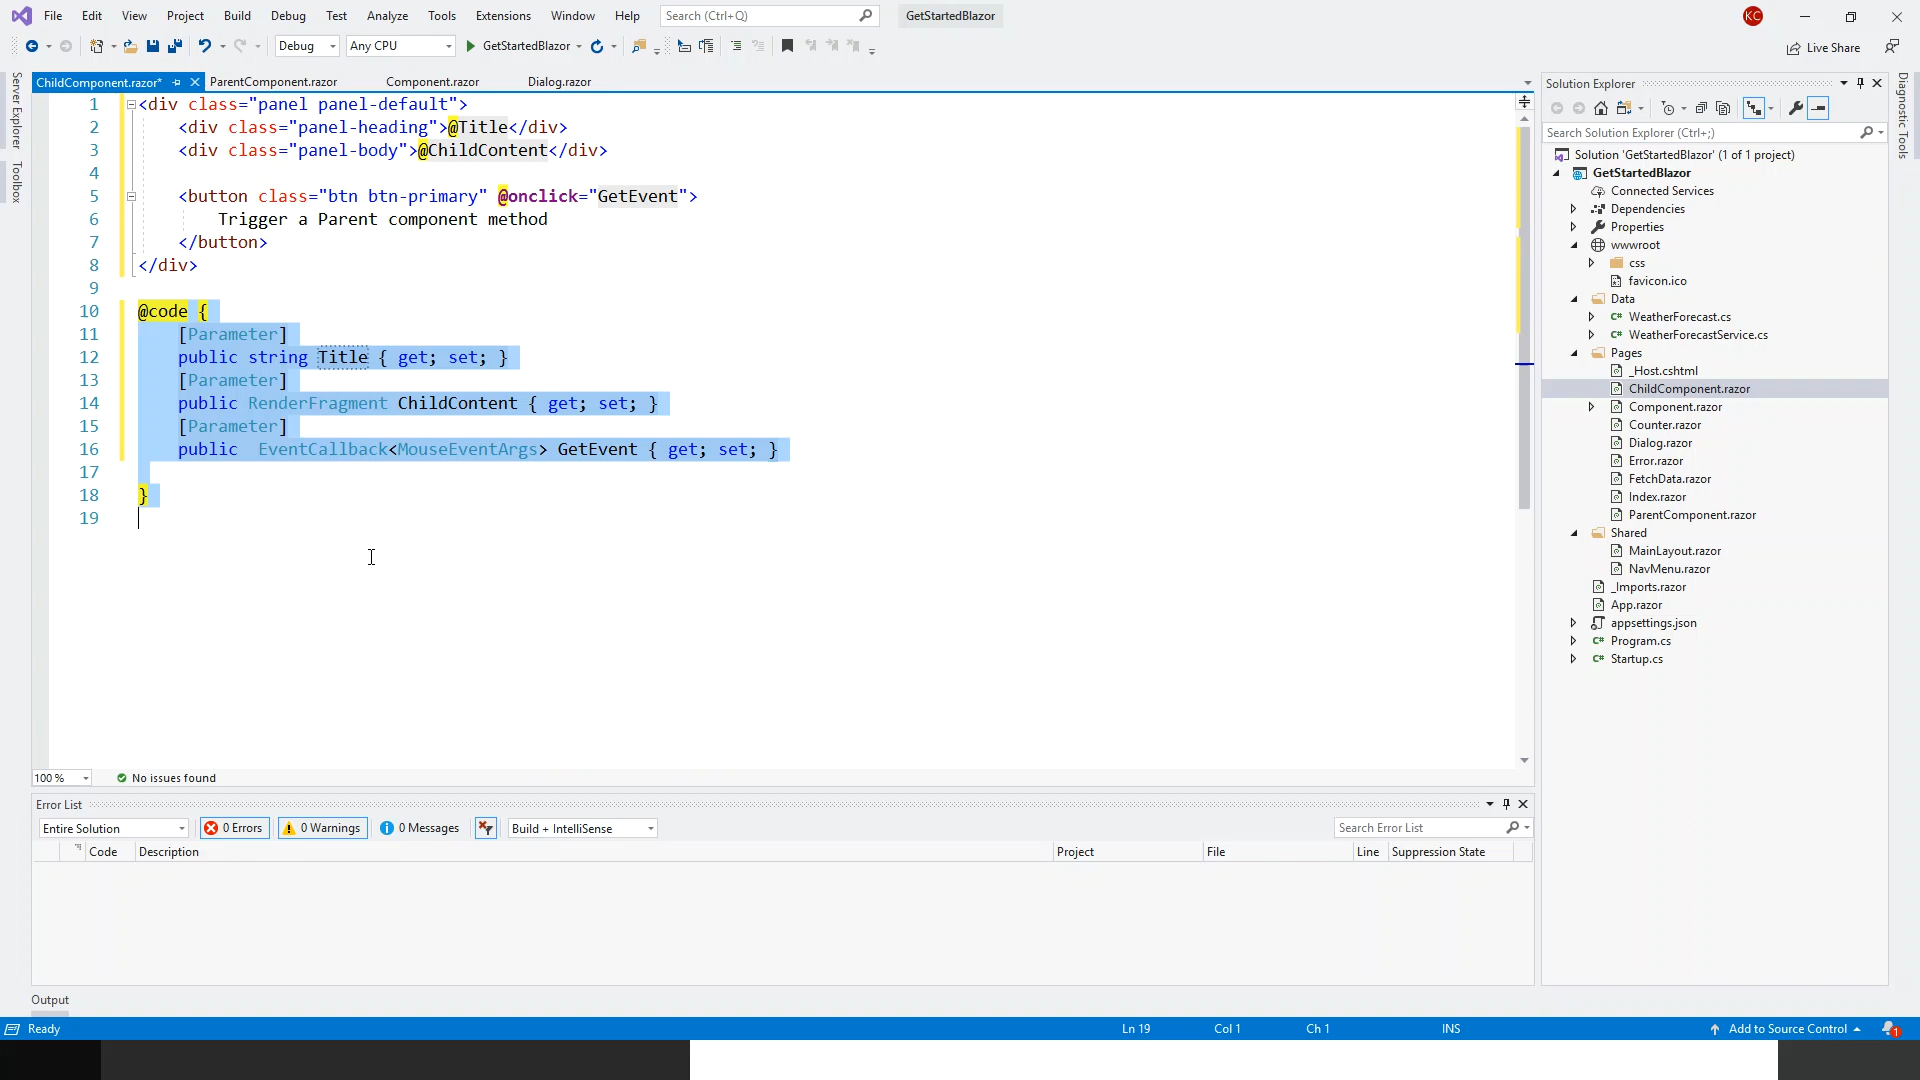 File Edit View Project Build Debug Test Analyze Tools Extensions Window Help Search (Ctrl+Q) GetStartedBlazor KC
Debug Any CPU GetStartedBlazor Live Share
Server Explorer
Toolbox
ChildComponent.razor* ParentComponent.razor Component.razor Dialog.razor
1 <div class="panel panel-default">
2 <div class="panel-heading">@Title</div>
3 <div class="panel-body">@ChildContent</div>
4
5 <button class="btn btn-primary" @onclick="GetEvent">
6 Trigger a Parent component method
7 </button>
8 </div>
9
10 @code {
11 [Parameter]
12 public string Title { get; set; }
13 [Parameter]
14 public RenderFragment ChildContent { get; set; }
15 [Parameter]
16 public  EventCallback<MouseEventArgs> GetEvent { get; set; }
17
18 }
19
100 % No issues found
Error List
Entire Solution 0 Errors 0 Warnings 0 Messages Build + IntelliSense Search Error List
Code Description Project File Line Suppression State
Output
Solution Explorer
Search Solution Explorer (Ctrl+;)
Solution 'GetStartedBlazor' (1 of 1 project)
GetStartedBlazor
Connected Services
Dependencies
Properties
wwwroot
css
favicon.ico
Data
C# WeatherForecast.cs
C# WeatherForecastService.cs
Pages
_Host.cshtml
ChildComponent.razor
Component.razor
Counter.razor
Dialog.razor
Error.razor
FetchData.razor
Index.razor
ParentComponent.razor
Shared
MainLayout.razor
NavMenu.razor
_Imports.razor
App.razor
appsettings.json
C# Program.cs
C# Startup.cs
Diagnostic Tools
Ready Ln 19 Col 1 Ch 1 INS Add to Source Control 1